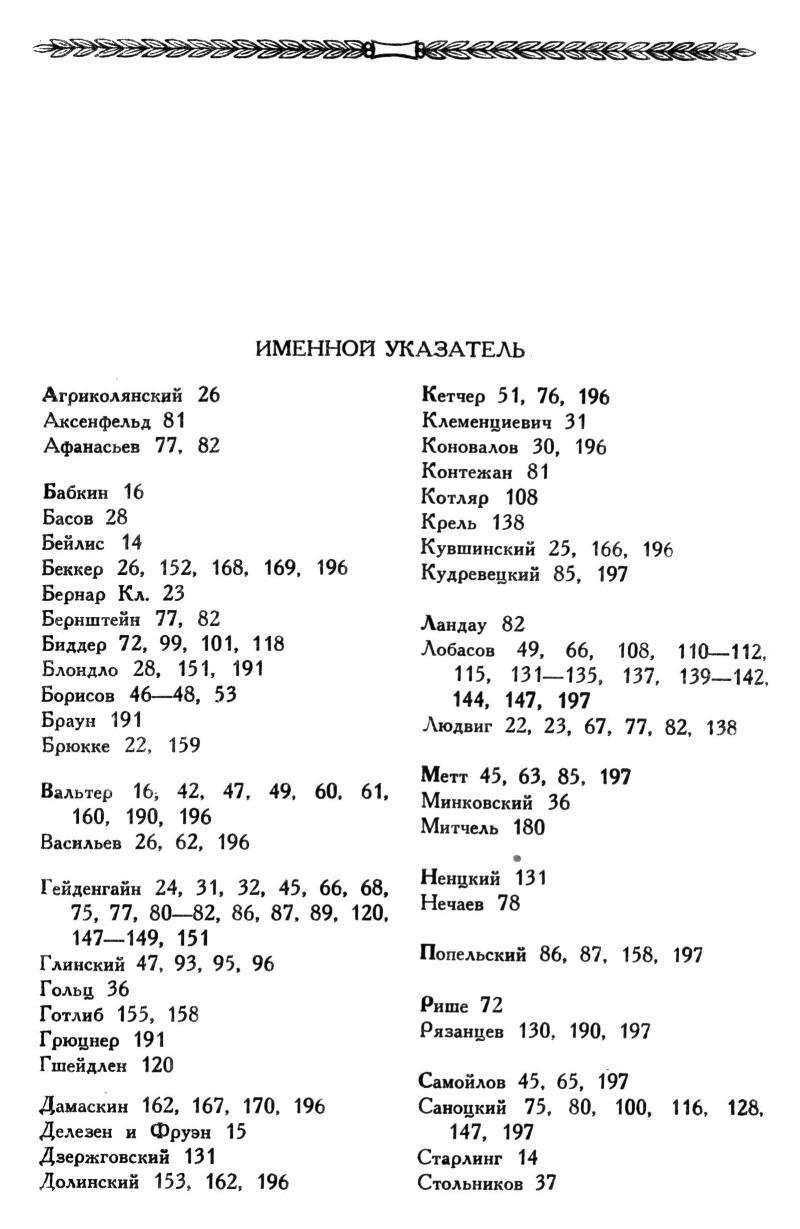 ИМЕННОЙ УКАЗАТЕЛЬ
Агриколянский 26
Аксенфельд 81
Афанасьев 77, 82
Бабкин 16
Басов 28
Бейлис 14
Беккер 26, 152, 168, 169, 196
Бернар Кл. 23
Бернштейн 77, 82
Биддер 72, 99, 101, 118
Блондло 28, 151, 191
Борисов 46—48, 53
Браун 191
Брюкке 22, 159
Вальтер 16, 42, 47, 49, 60, 61,
160, 190, 196
Васильев 26, 62, 196
Гейденгайн 24, 31, 32, 45, 66, 68,
75, 77, 80—82, 86, 87, 89, 120,
147—149, 151
Глинский 47, 93, 95, 96
Гольц 36
Готлиб 155, 158
Грюцнер 191
Гшейдлен 120
Дамаскин 162, 167, 170, 196
Делезен и Фруэн 15
Дзержговский 131
Долинский 153, 162, 196
Кетчер 51, 76, 196
Клеменциевич 31
Коновалов 30, 196
Контежан 81
Котляр 108
Крель 138
Кувшинский 25, 166, 196
Кудревецкий 85, 197
Ландау 82
Лобасов 49, 66, 108, 110—112,
115, 131—135, 137, 139—142,
144, 147, 197
Людвиг 22, 23, 67, 77, 82, 138
Метт 45, 63, 85, 197
Минковский 36
Митчель 180
Ненцкий 131
Нечаев 78
Попельский 86, 87, 158, 197
Рише 72
Рязанцев 130, 190, 197
Самойлов 45, 65, 197
Саноцкий 75, 80, 100, 116, 128,
147, 197
Старлинг 14
Стольников 37